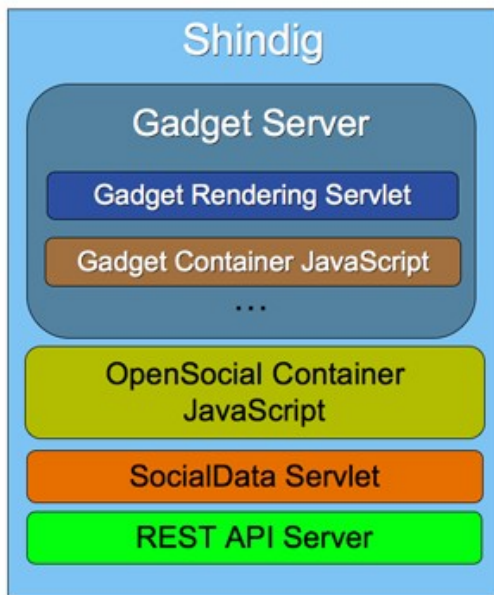 Shindig
Gadget Server
Gadget Rendering Servlet
Gadget Container JavaScript
...
OpenSocial Container
JavaScript
SocialData Servlet
REST API Server